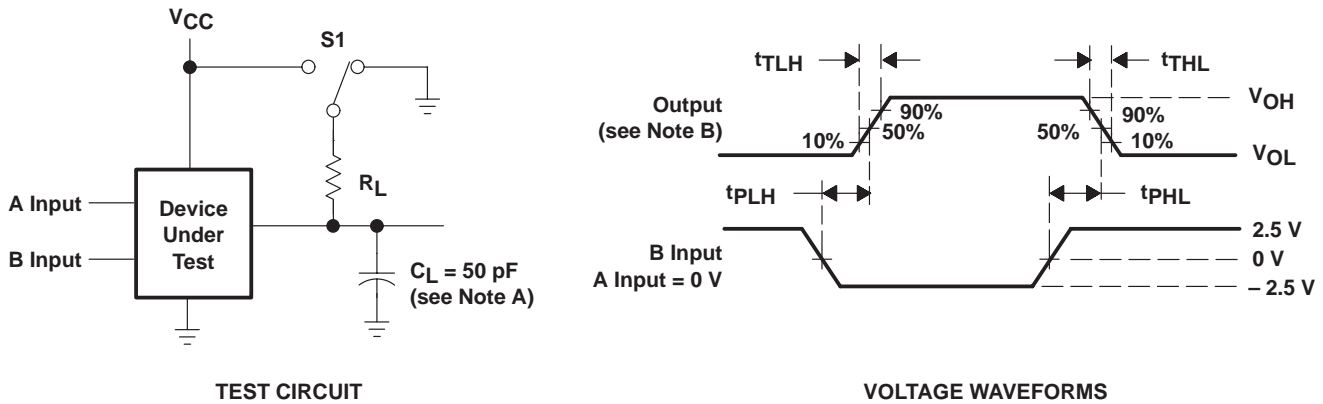 VCC
S1
RL
A Input
B Input
Device
Under
Test
CL = 50 pF
(see Note A)
TEST CIRCUIT
tTLH
tTHL
Output
(see Note B)
90%
50%
10%
50%
90%
10%
VOH
VOL
tPLH
tPHL
B Input
A Input = 0 V
2.5 V
0 V
– 2.5 V
VOLTAGE WAVEFORMS